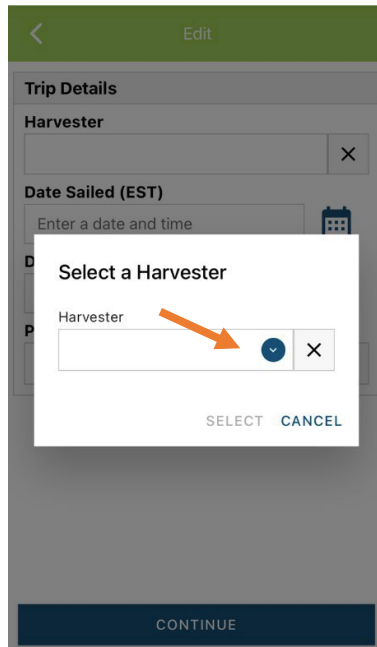 Edit
Trip Details
Harvester
Date Sailed (EST)
Enter a date and time
D
Select a Harvester
Harvester
P
SELECT CANCEL
CONTINUE